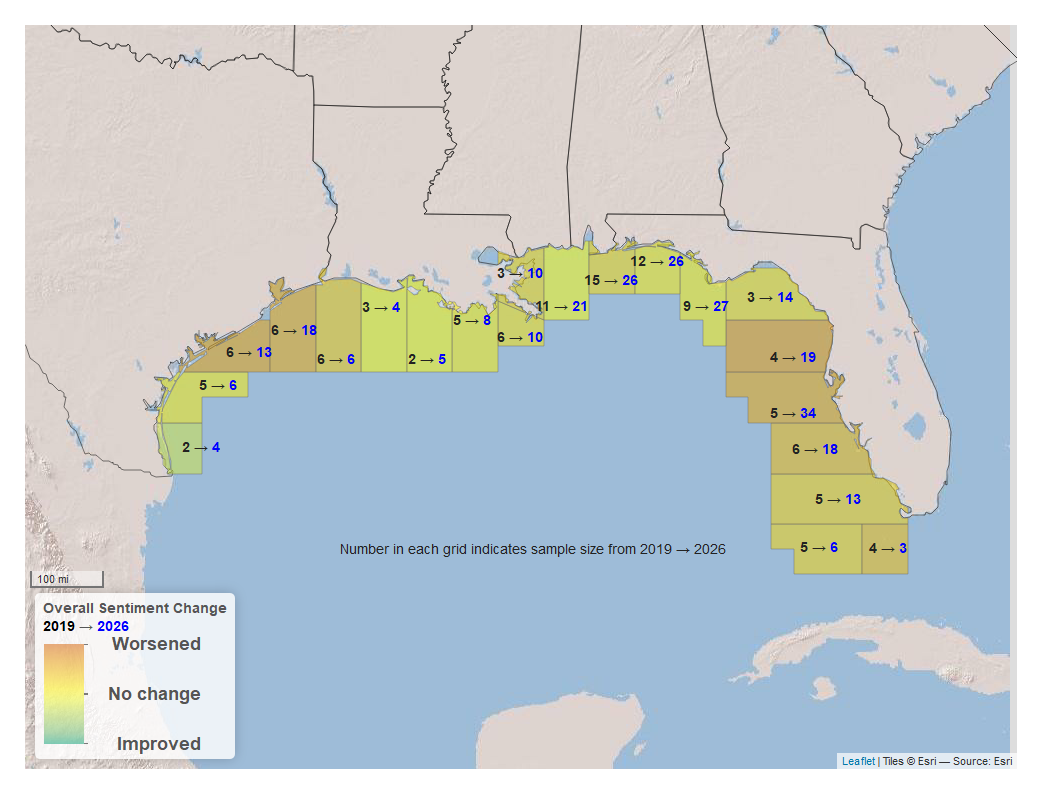 12 → 26
3 → 10
15 → 26
3 → 14
11 → 21
9 → 27
3 → 4
5 → 8
6 → 18
6 → 10
6 → 13
6 → 6
2 → 5
4 → 19
5 → 6
5 → 34
2 → 4
6 → 18
5 → 13
5 → 6
4 → 3
Number in each grid indicates sample size from 2019 → 2026
100 mi
Overall Sentiment Change
2019 → 2026
Worsened
No change
Improved
Leaflet | Tiles © Esri — Source: Esri